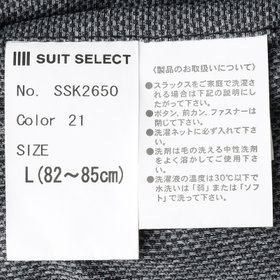 SUIT SELECT
No. SSK2650
Color 21
SIZE
L(82〜85cm)
《製品のお取扱いについて》
●スラックスをご家庭で洗濯さ
れる場合は下記の説明にし
たがって下さい。
●ボタン、前カン、ファスナーは
閉じて下さい。
●洗濯ネットに必ずいれて下
さい。
●洗剤は毛の洗える中性洗剤
をよく溶かしてご使用下
さい。
●洗濯液の温度は30℃以下で
水洗いは「弱」または「ソフ
ト」で洗って下さい。